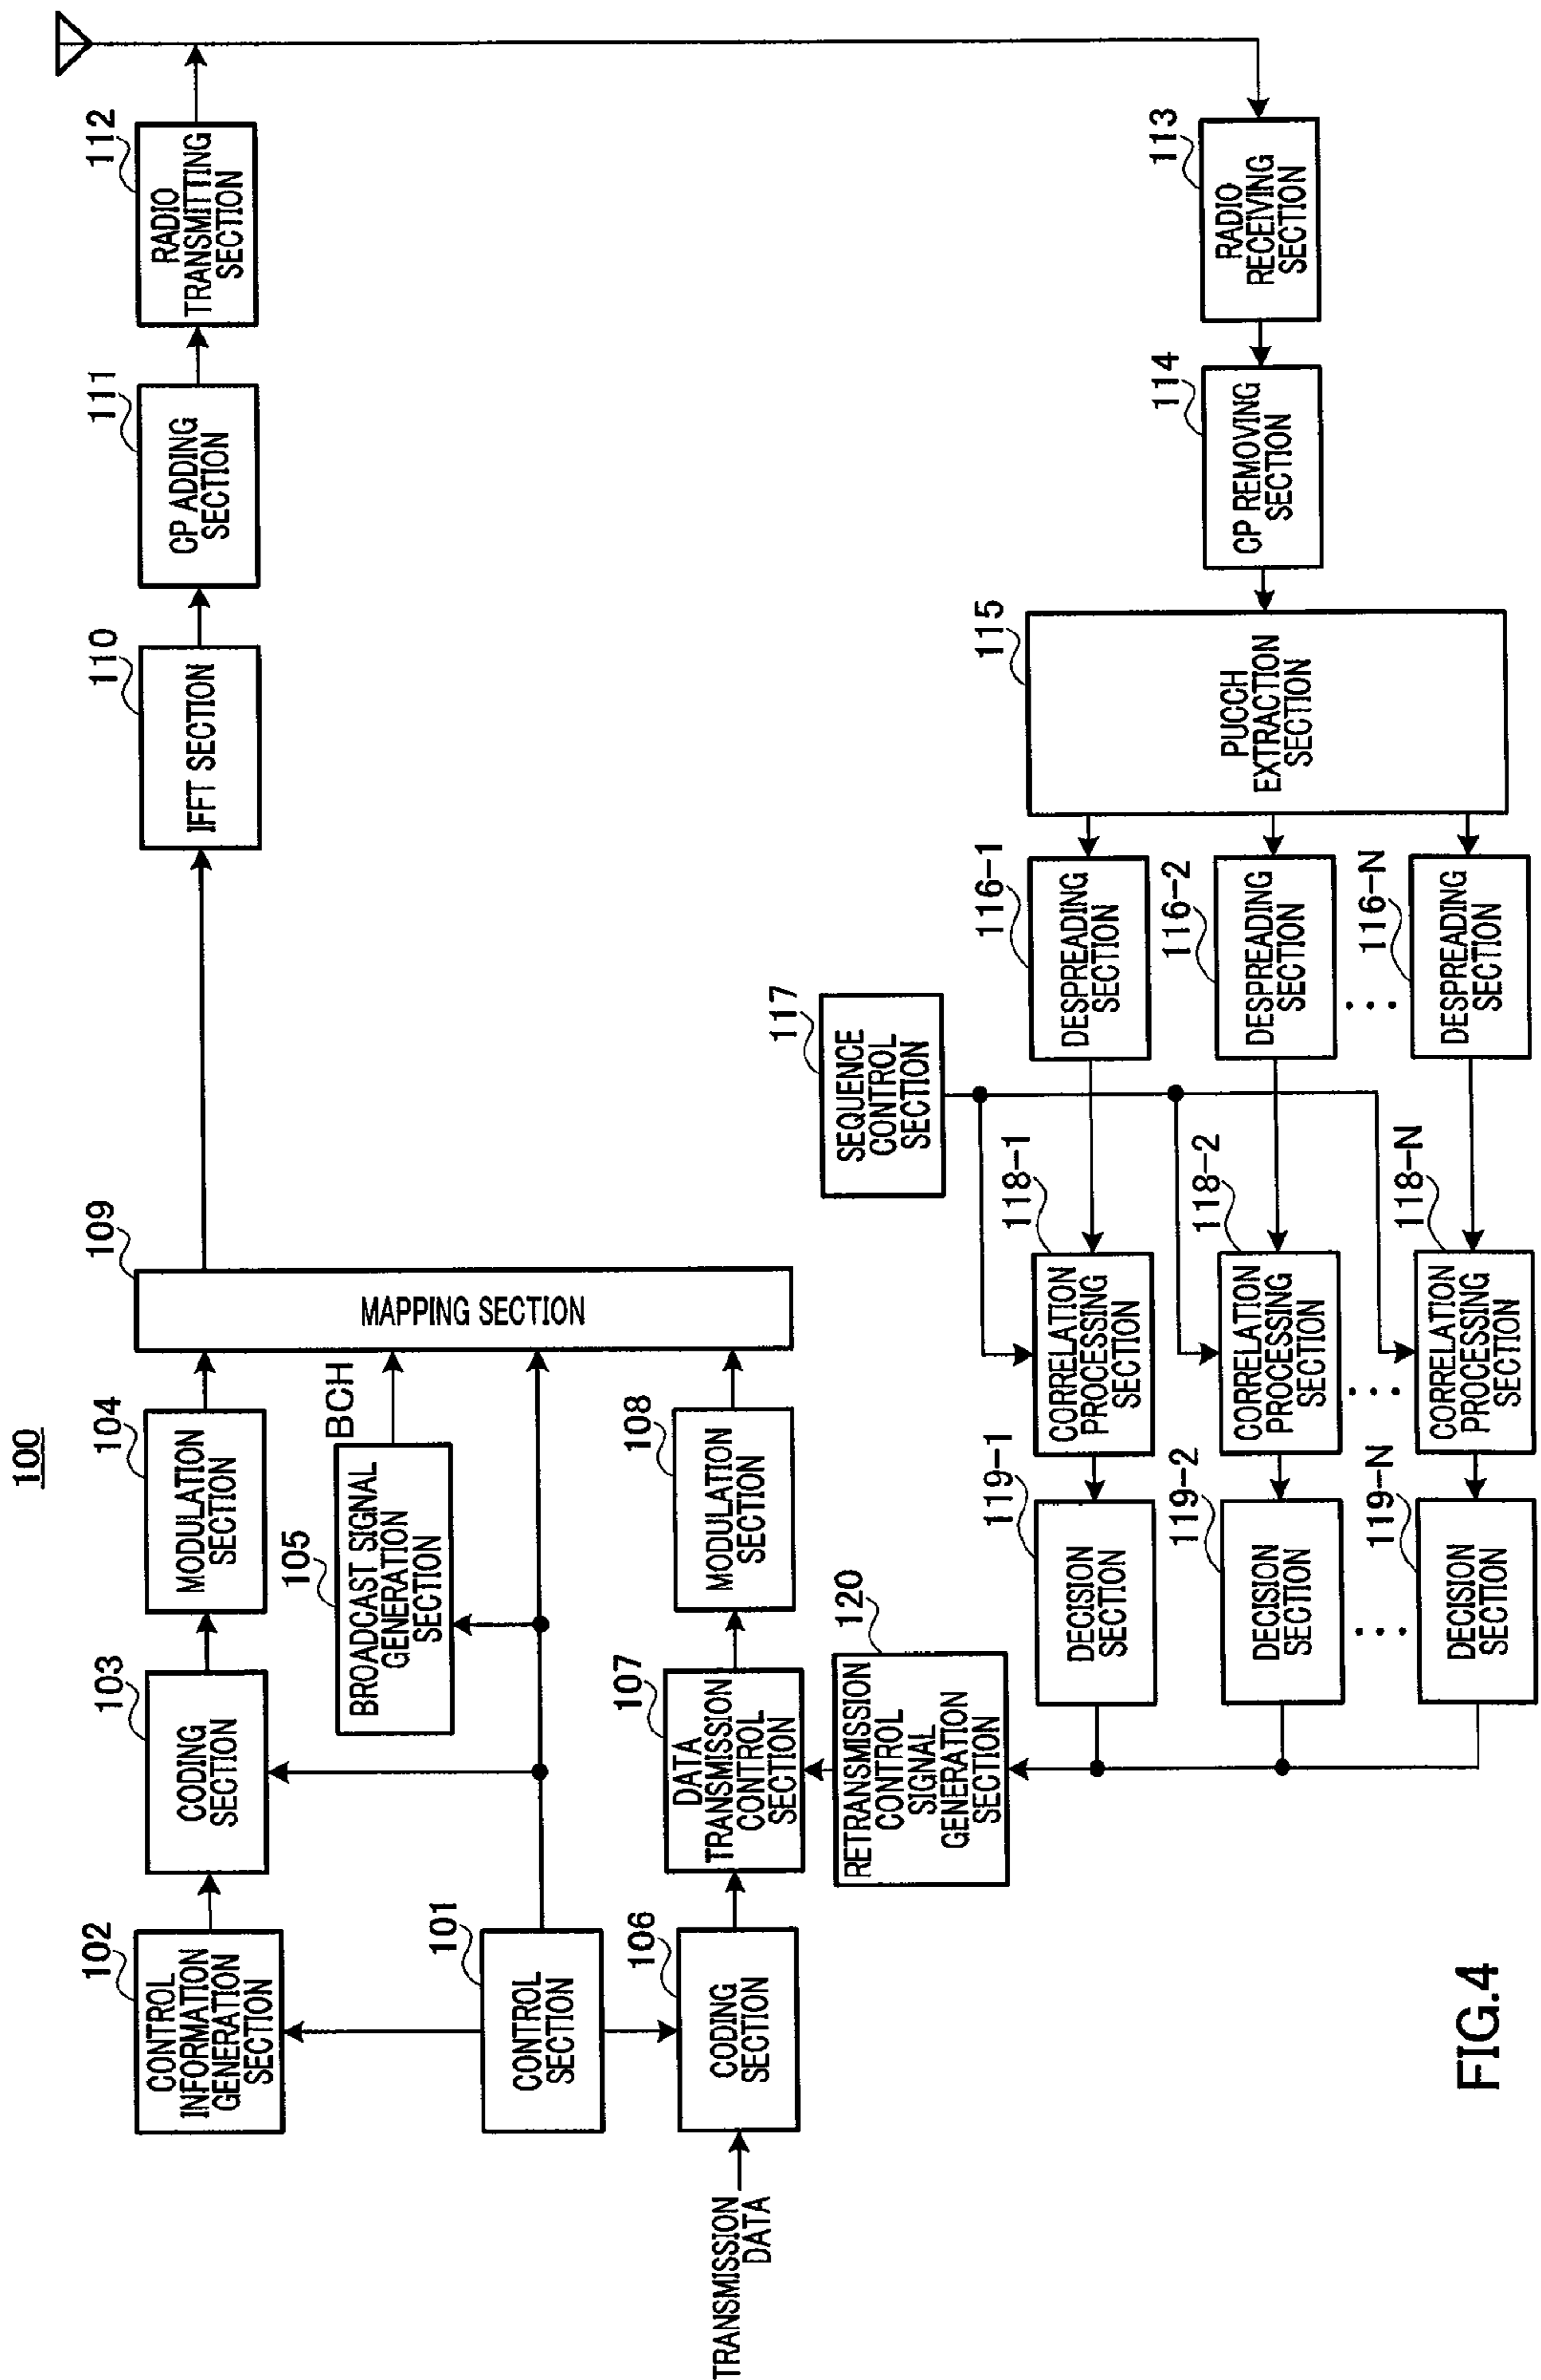 100
102
CONTROL
INFORMATION
GENERATION
SECTION
103
CODING
SECTION
104
MODULATION
SECTION
109
MAPPING SECTION
110
IFFT SECTION
111
CP ADDING
SECTION
112
RADIO
TRANSMITTING
SECTION
105
BROADCAST SIGNAL
GENERATION
SECTION
BCH
101
CONTROL
SECTION
TRANSMISSION
DATA
106
CODING
SECTION
107
DATA
TRANSMISSION
CONTROL
SECTION
108
MODULATION
SECTION
120
RETRANSMISSION
CONTROL
SIGNAL
GENERATION
SECTION
117
SEQUENCE
CONTROL
SECTION
119-1
DECISION
SECTION
118-1
CORRELATION
PROCESSING
SECTION
116-1
DESPREADING
SECTION
115
PUCCH
EXTRACTION
SECTION
114
CP REMOVING
SECTION
113
RADIO
RECEIVING
SECTION
119-2
DECISION
SECTION
118-2
CORRELATION
PROCESSING
SECTION
116-2
DESPREADING
SECTION
...
...
...
119-N
DECISION
SECTION
118-N
CORRELATION
PROCESSING
SECTION
116-N
DESPREADING
SECTION
FIG.4